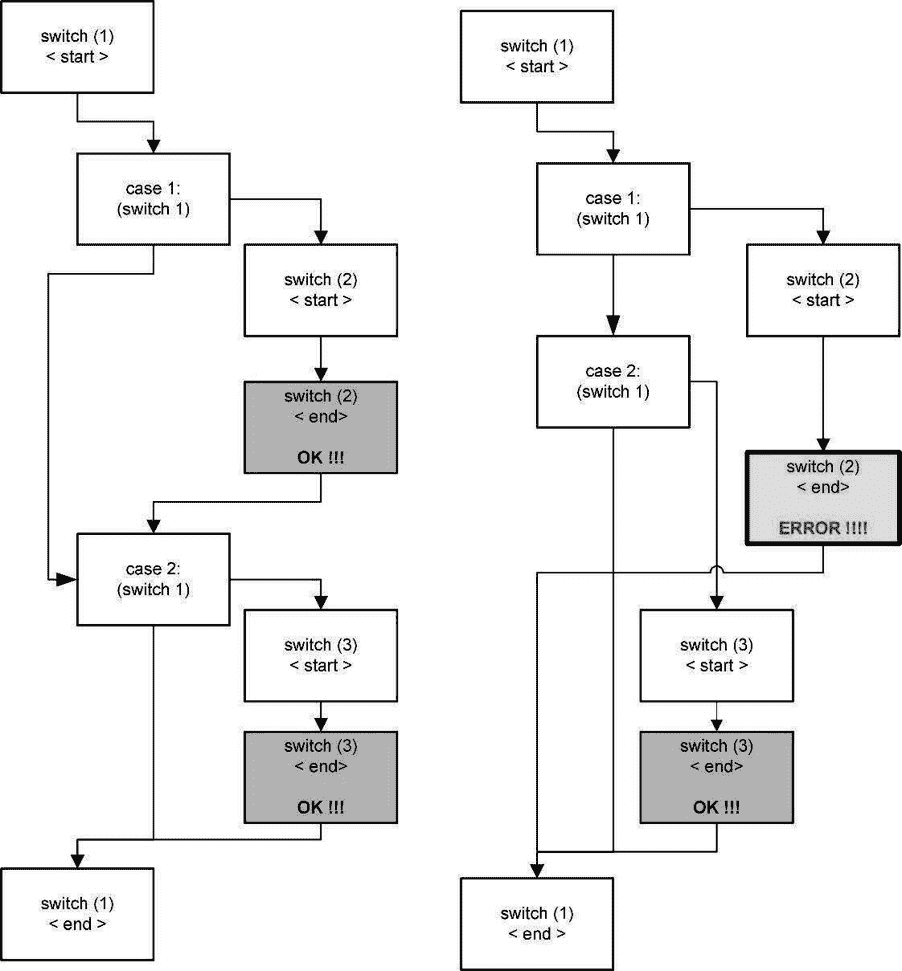 switch (1)
< start >
case 1:
(switch 1)
switch (2)
< start >
switch (2)
< end>
OK !!!
case 2:
(switch 1)
switch (3)
< start >
switch (3)
< end>
OK !!!
switch (1)
< end >
switch (1)
< start >
case 1:
(switch 1)
switch (2)
< start >
case 2:
(switch 1)
switch (2)
< end>
ERROR !!!!
switch (3)
< start >
switch (3)
< end>
OK !!!
switch (1)
< end >